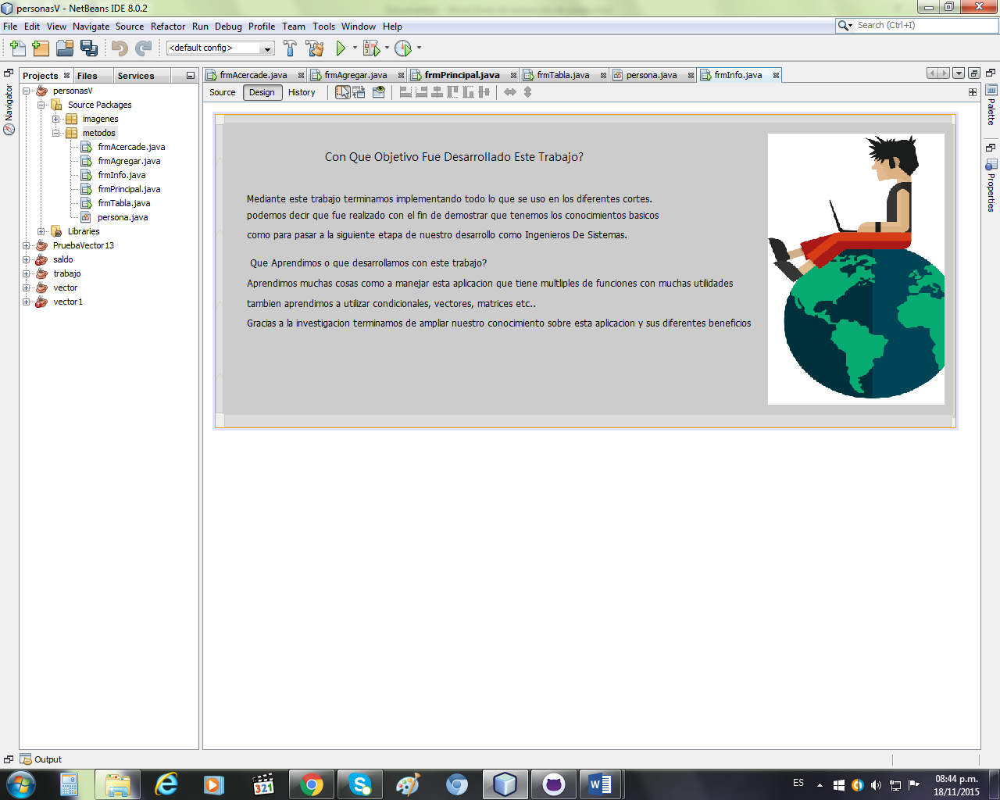 personasV - NetBeans IDE 8.0.2
File Edit View Navigate Source Refactor Run Debug Profile Team Tools Window Help
Search (Ctrl+I)
<default config>
Projects Files Services
frmAcercade.java frmAgregar.java frmPrincipal.java frmTabla.java persona.java frmInfo.java
Source Design History
Navigator
personasV
Source Packages
imagenes
metodos
frmAcercade.java
frmAgregar.java
frmInfo.java
frmPrincipal.java
frmTabla.java
persona.java
Libraries
PruebaVector13
saldo
trabajo
vector
vector1
Con Que Objetivo Fue Desarrollado Este Trabajo?
Mediante este trabajo terminamos implementando todo lo que se uso en los diferentes cortes.
podemos decir que fue realizado con el fin de demostrar que tenemos los conocimientos basicos
como para pasar a la siguiente etapa de nuestro desarrollo como Ingenieros De Sistemas.
Que Aprendimos o que desarrollamos con este trabajo?
Aprendimos muchas cosas como a manejar esta aplicacion que tiene multliples de funciones con muchas utilidades
tambien aprendimos a utilizar condicionales, vectores, matrices etc..
Gracias a la investigacion terminamos de ampliar nuestro conocimiento sobre esta aplicacion y sus diferentes beneficios
Palette
Properties
Output
321
ES
08:44 p.m.
18/11/2015